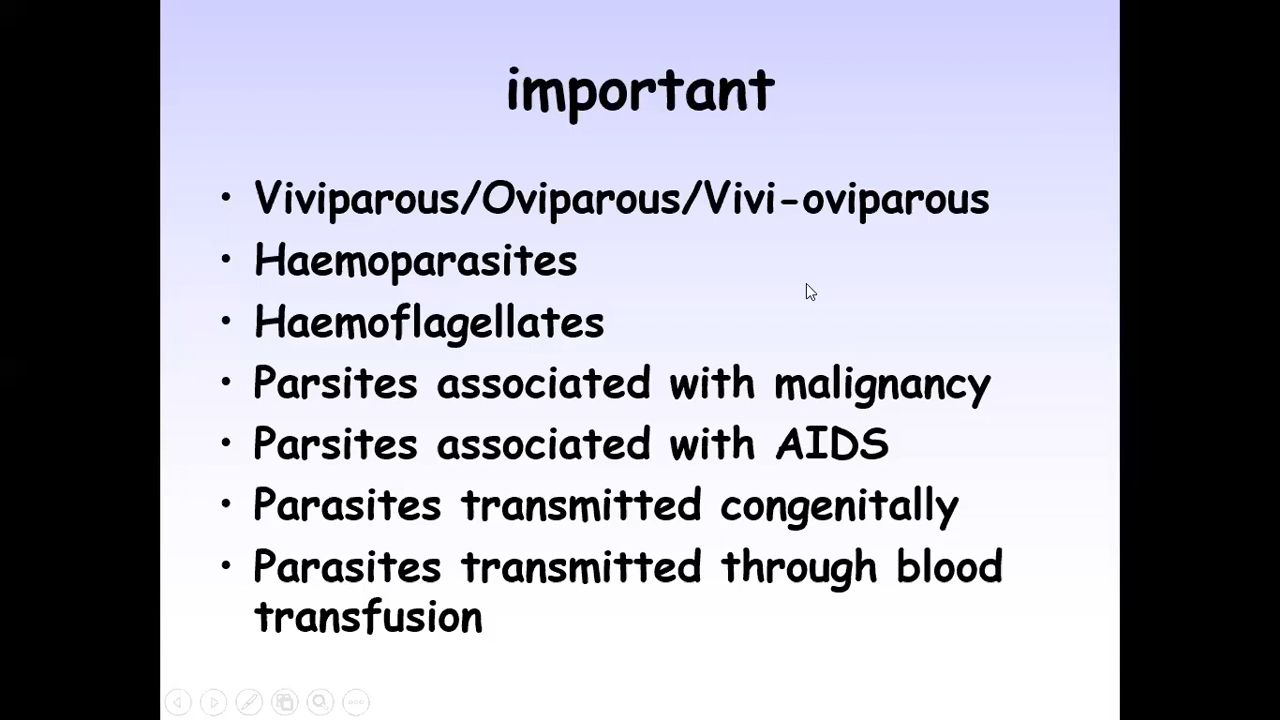 important
• Viviparous/Oviparous/Vivi-oviparous
• Haemoparasites
• Haemoflagellates
• Parsites associated with malignancy
• Parsites associated with AIDS
• Parasites transmitted congenitally
• Parasites transmitted through blood
transfusion